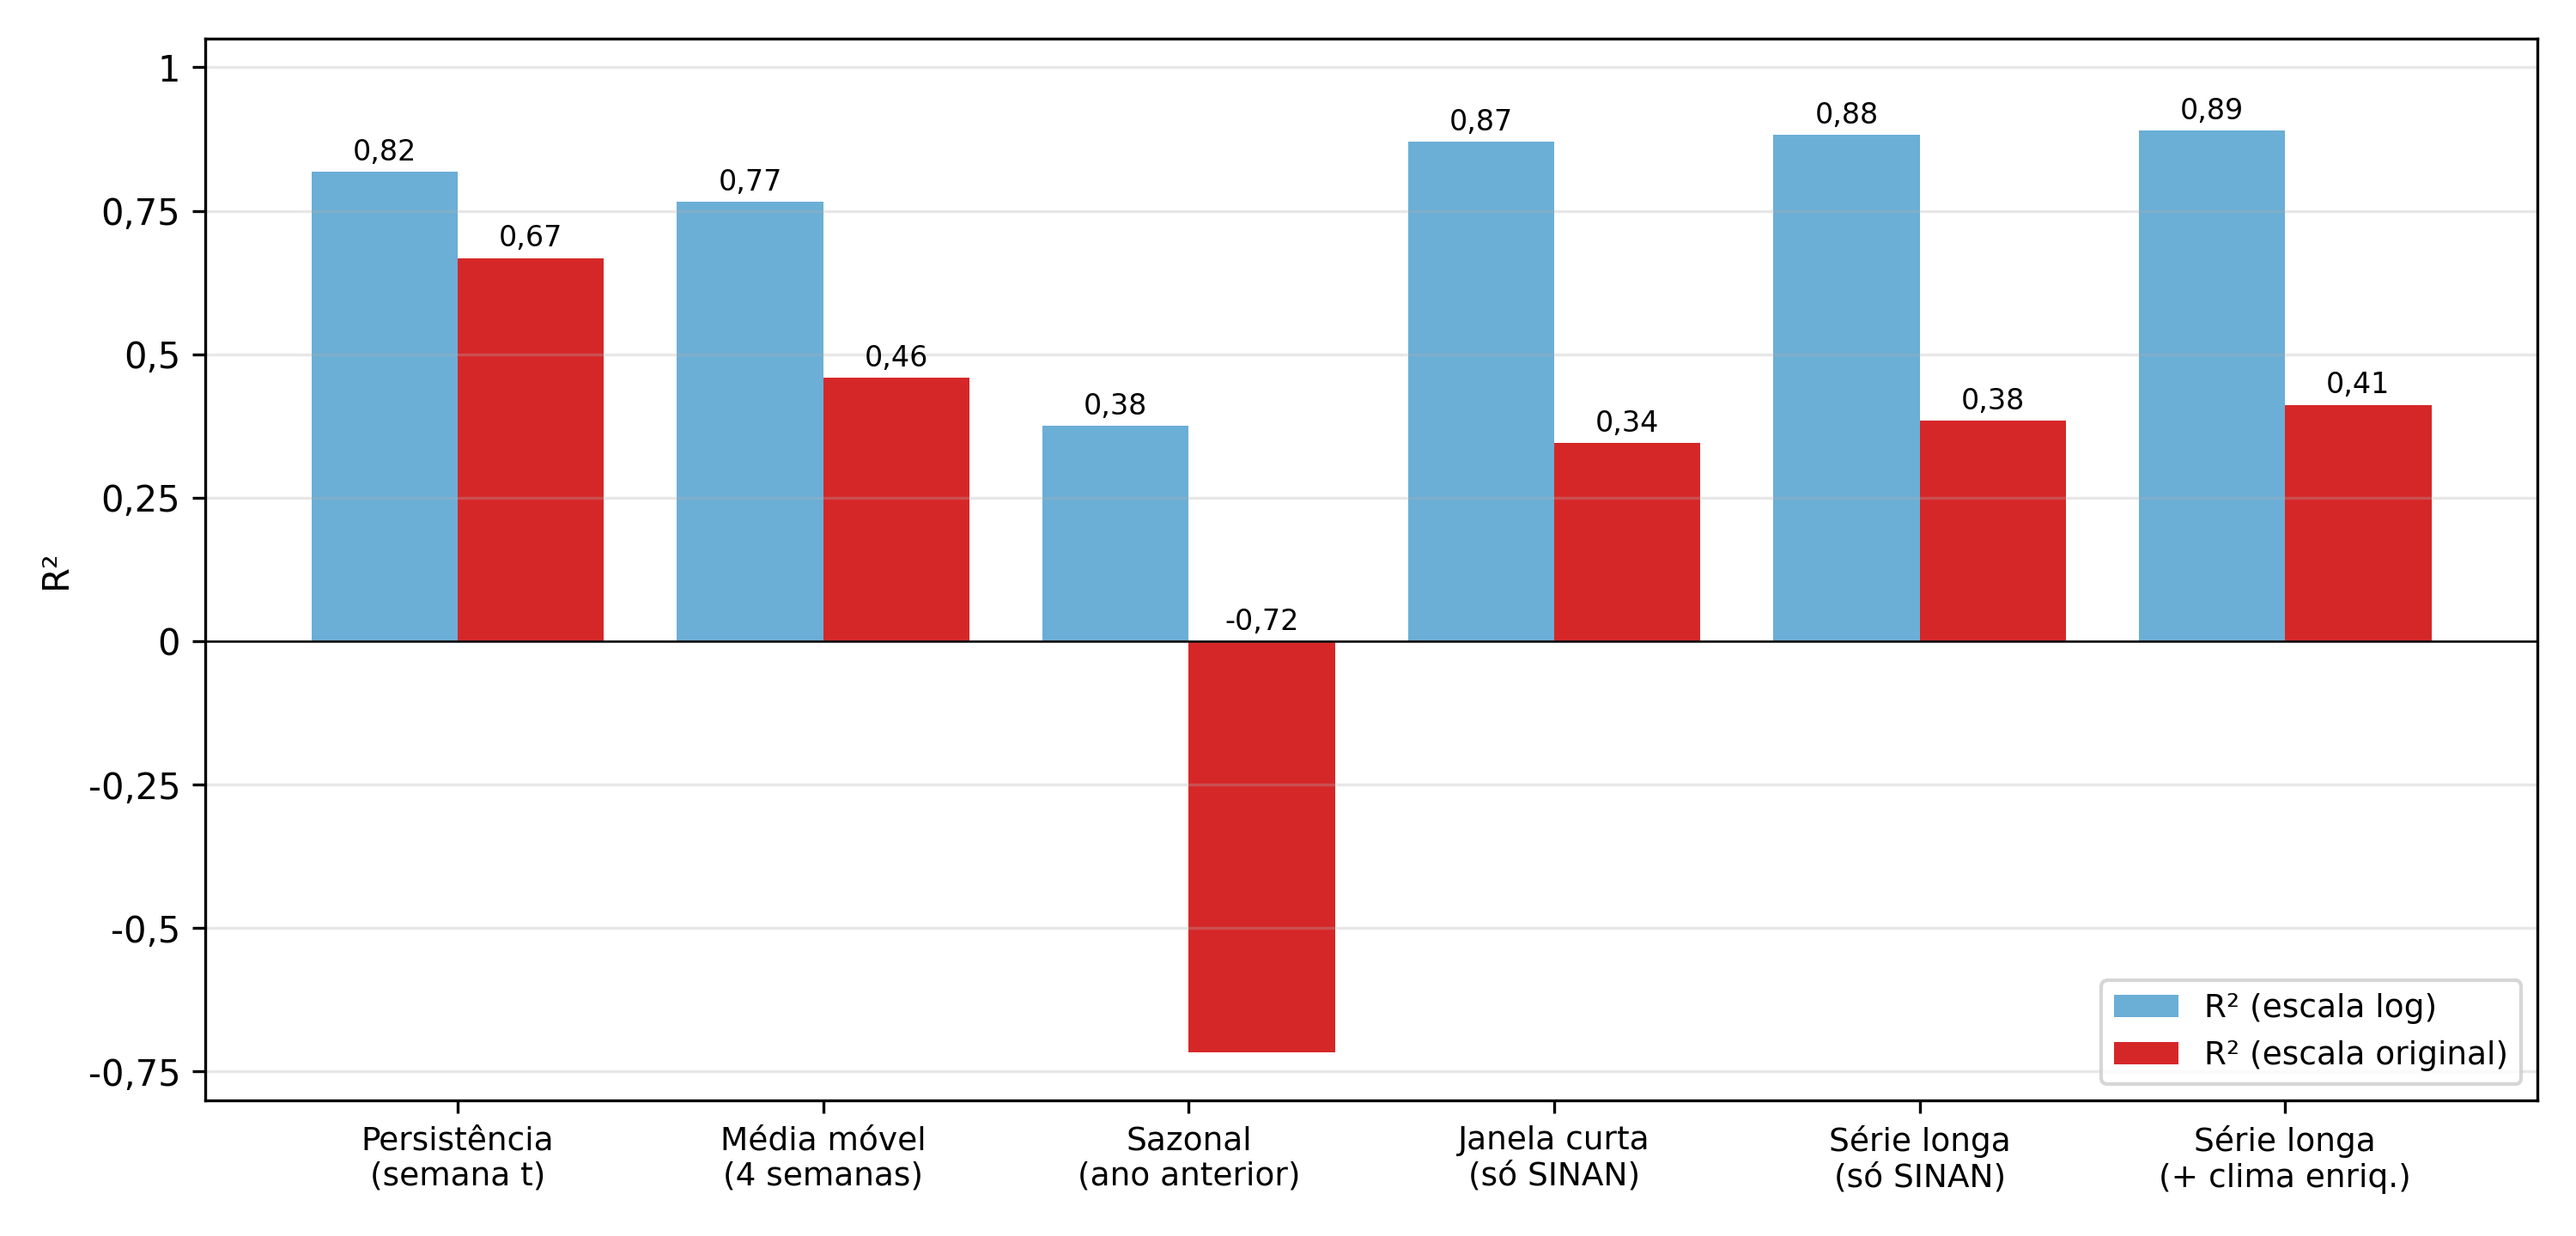 1
0,75
0,5
0,25
0
-0,25
-0,5
-0,75
R²
0,82
0,67
0,77
0,46
0,38
-0,72
0,87
0,34
0,88
0,38
0,89
0,41
R² (escala log)
R² (escala original)
Persistência
(semana t)
Média móvel
(4 semanas)
Sazonal
(ano anterior)
Janela curta
(só SINAN)
Série longa
(só SINAN)
Série longa
(+ clima enriq.)